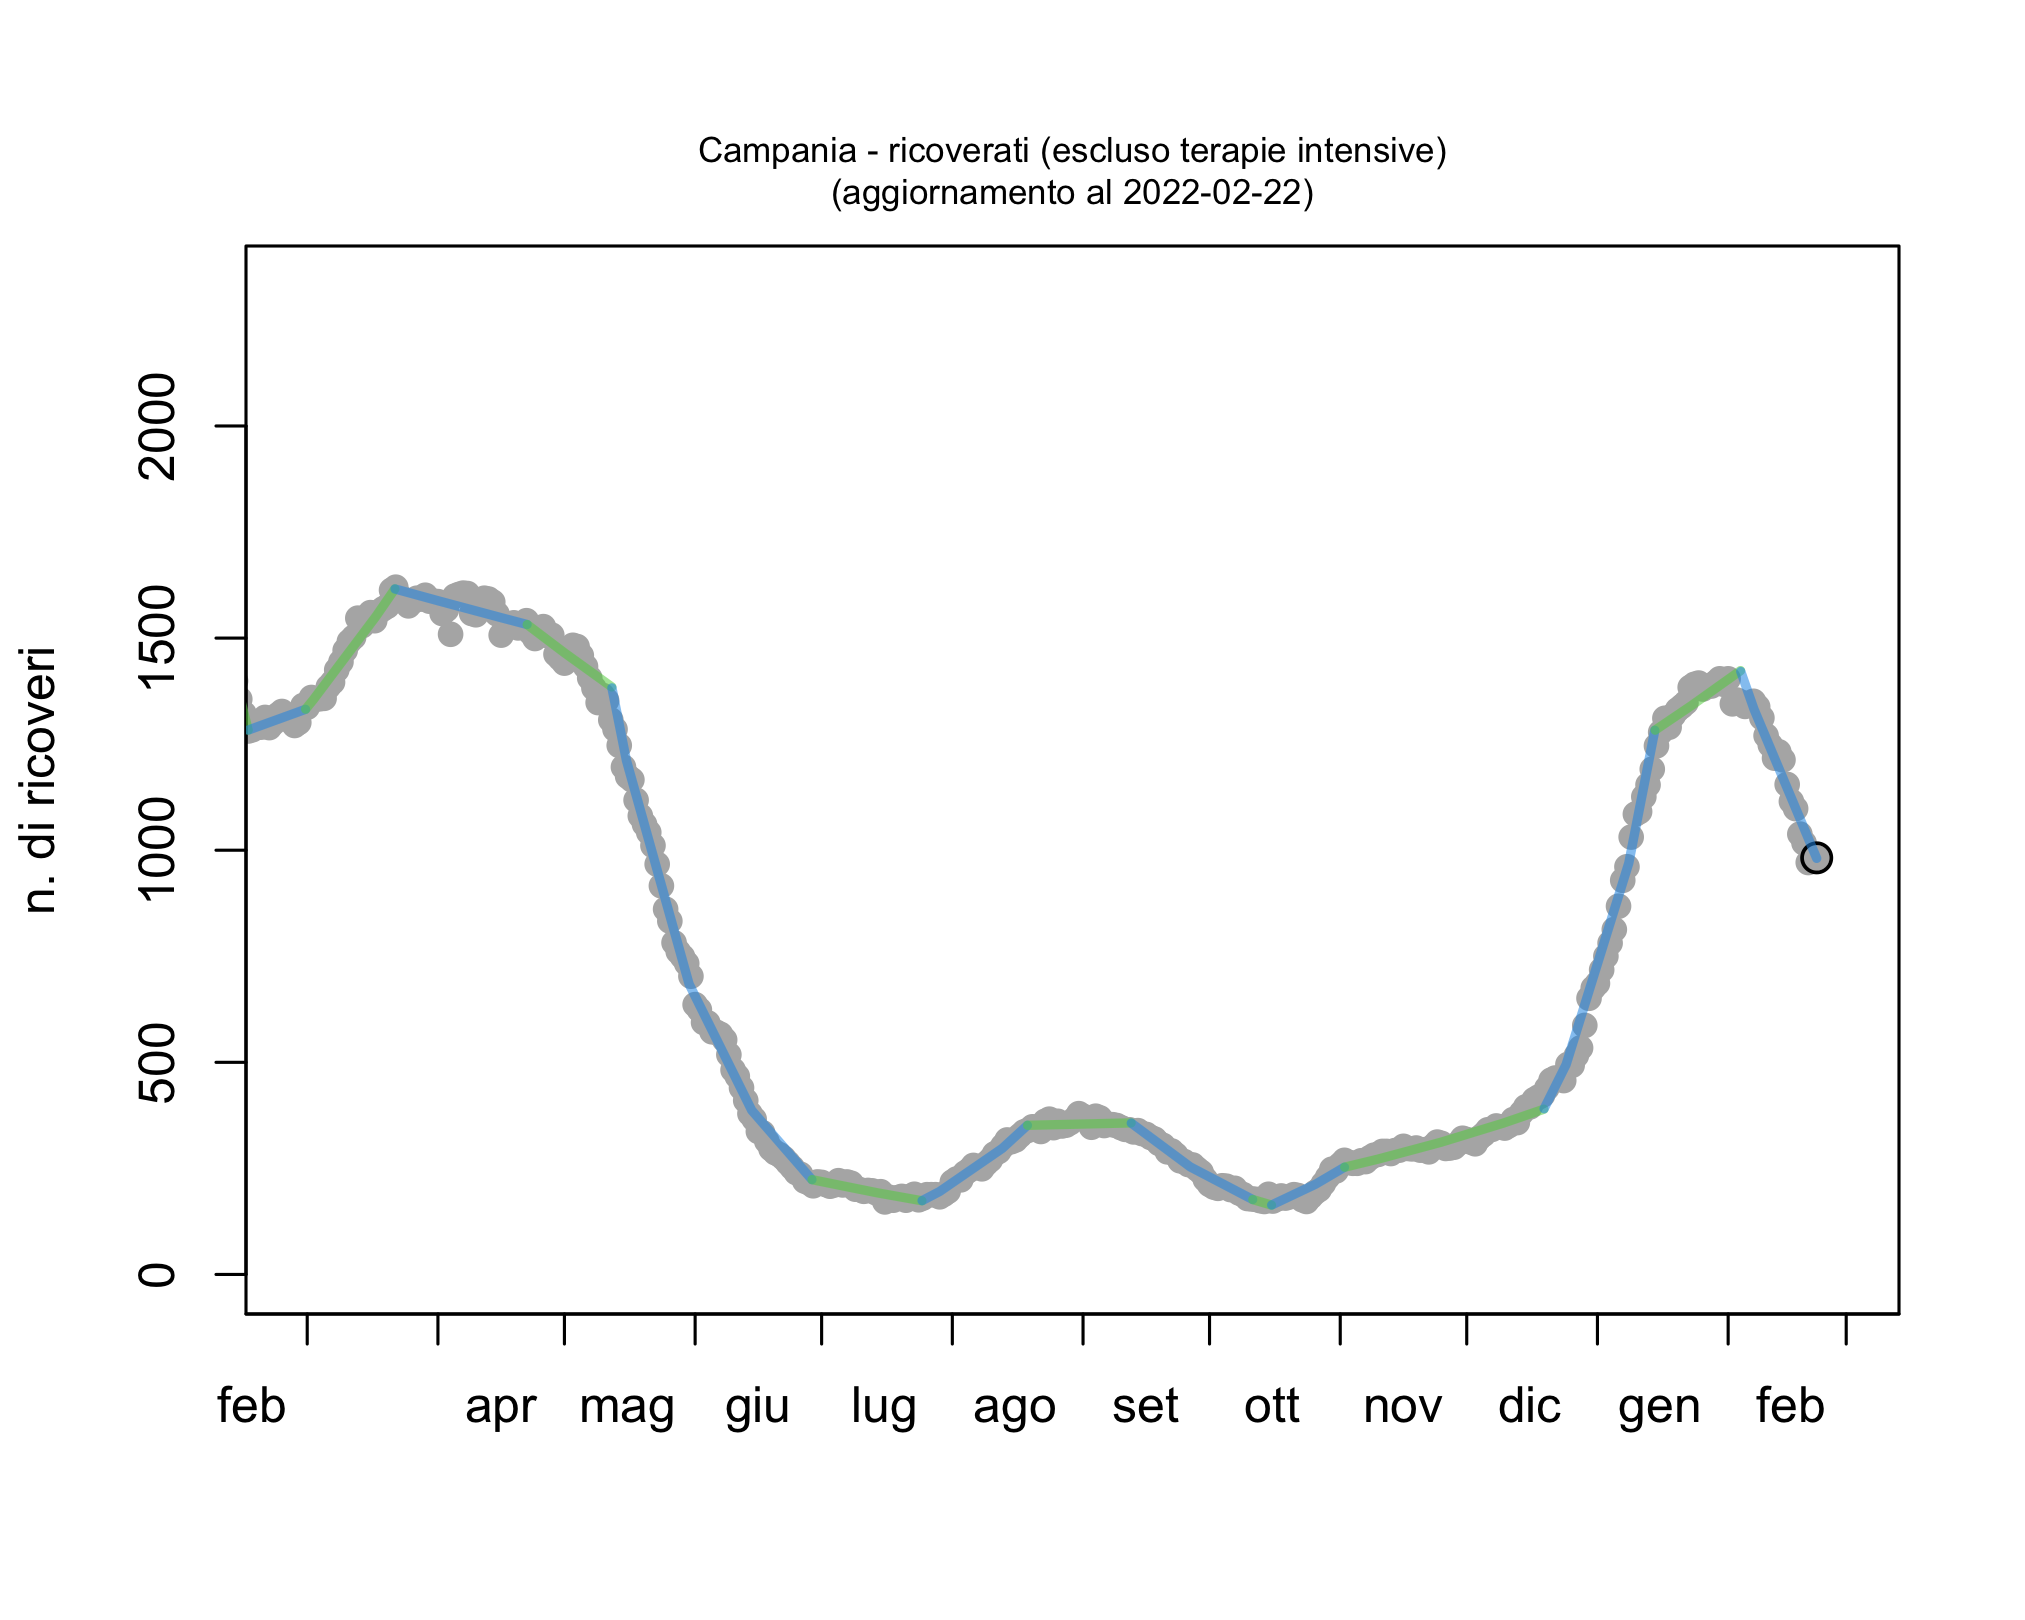 Campania - ricoverati (escluso terapie intensive)
(aggiornamento al 2022-02-22)
n. di ricoveri
2000
1500
1000
500
0
feb apr mag giu lug ago set ott nov dic gen feb